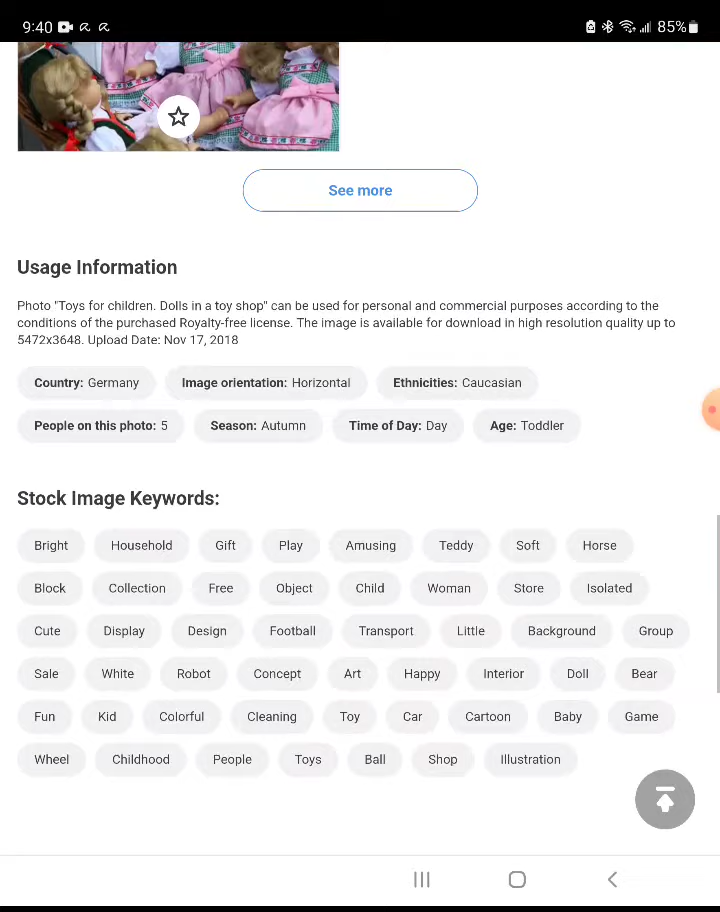 9:40 85%
See more
Usage Information
Photo "Toys for children. Dolls in a toy shop" can be used for personal and commercial purposes according to the
conditions of the purchased Royalty-free license. The image is available for download in high resolution quality up to
5472x3648. Upload Date: Nov 17, 2018
Country: Germany Image orientation: Horizontal Ethnicities: Caucasian
People on this photo: 5 Season: Autumn Time of Day: Day Age: Toddler
Stock Image Keywords:
Bright Household Gift Play Amusing Teddy Soft Horse
Block Collection Free Object Child Woman Store Isolated
Cute Display Design Football Transport Little Background Group
Sale White Robot Concept Art Happy Interior Doll Bear
Fun Kid Colorful Cleaning Toy Car Cartoon Baby Game
Wheel Childhood People Toys Ball Shop Illustration